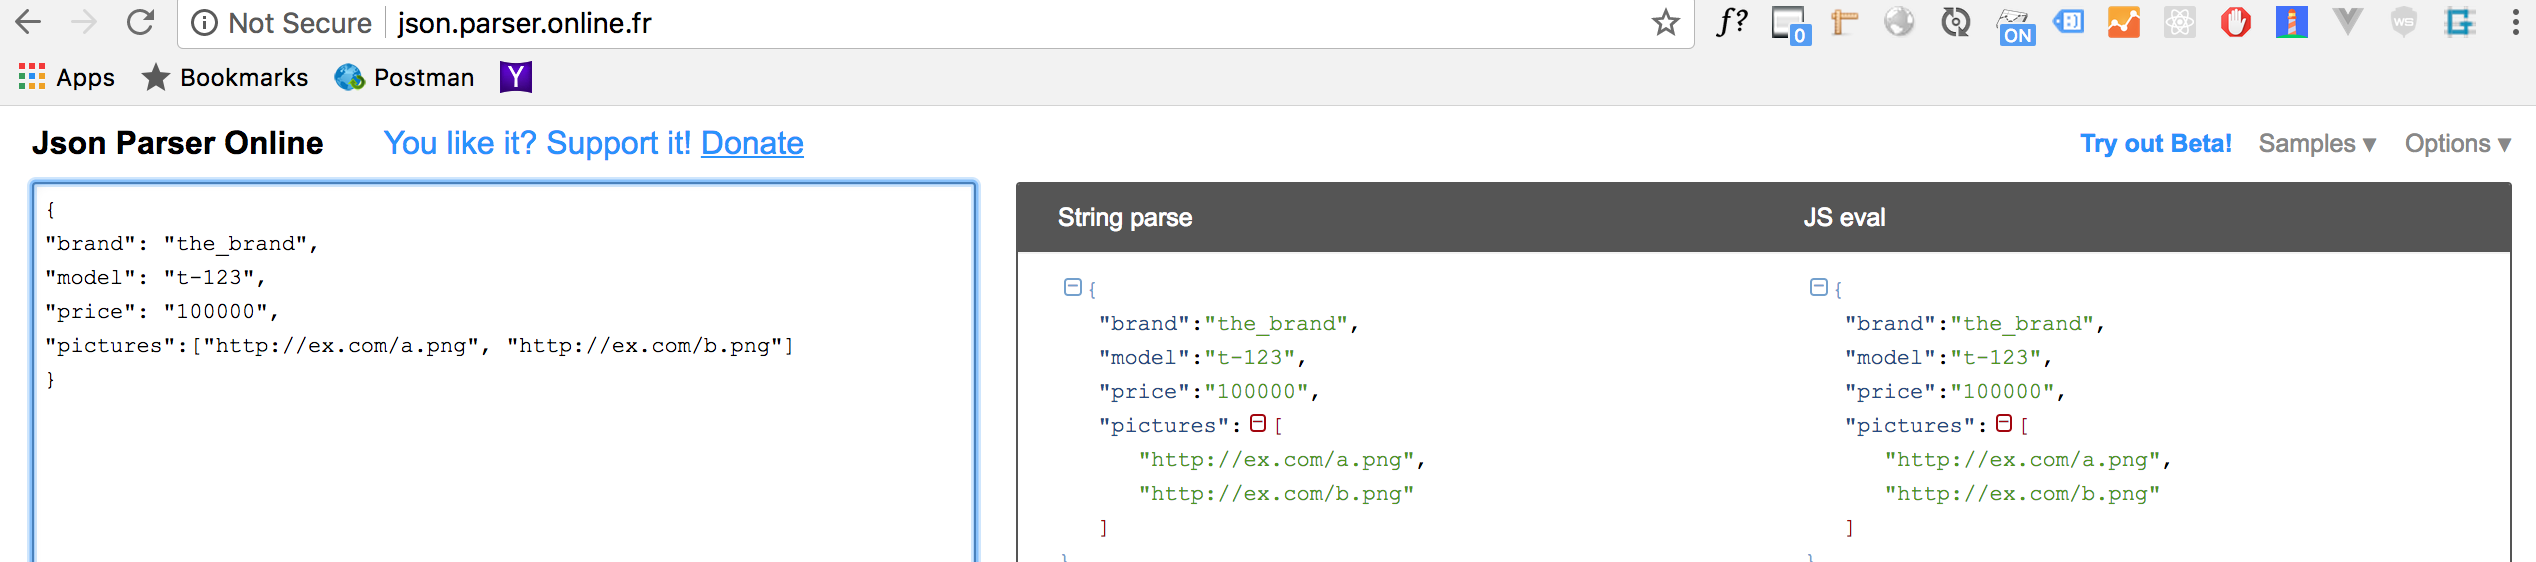 Not Secure json.parser.online.fr
f? 0 ON WS
Apps Bookmarks Postman Y
Json Parser Online You like it? Support it! Donate Try out Beta! Samples ▾ Options ▾
{
"brand": "the_brand",
"model": "t-123",
"price": "100000",
"pictures":["http://ex.com/a.png", "http://ex.com/b.png"]
}
String parse
{
"brand":"the_brand",
"model":"t-123",
"price":"100000",
"pictures": [
"http://ex.com/a.png",
"http://ex.com/b.png"
]
}
JS eval
{
"brand":"the_brand",
"model":"t-123",
"price":"100000",
"pictures": [
"http://ex.com/a.png",
"http://ex.com/b.png"
]
}